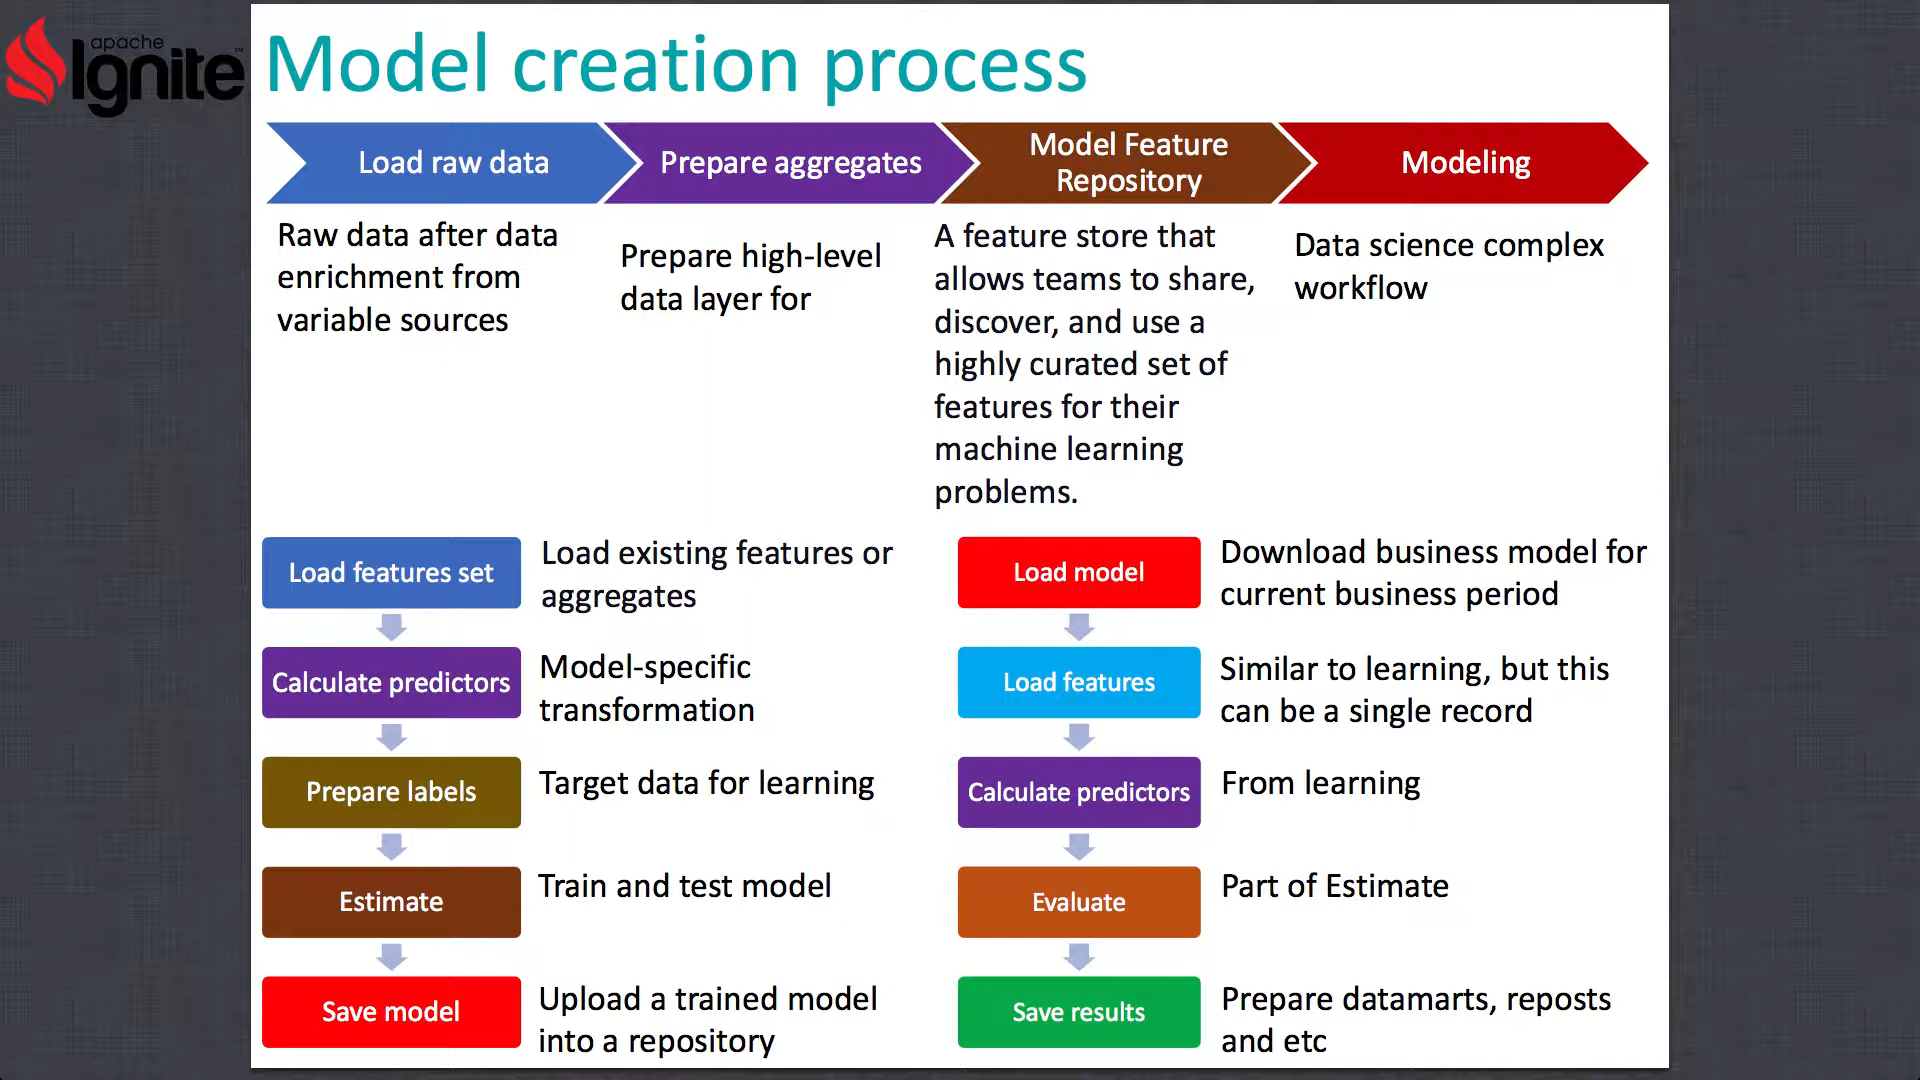 apache
Ignite™
Model creation process
Load raw data
Prepare aggregates
Model Feature
Repository
Modeling
Raw data after data
enrichment from
variable sources
Prepare high-level
data layer for
A feature store that
allows teams to share,
discover, and use a
highly curated set of
features for their
machine learning
problems.
Data science complex
workflow
Load features set
Load existing features or
aggregates
Calculate predictors
Model-specific
transformation
Prepare labels
Target data for learning
Estimate
Train and test model
Save model
Upload a trained model
into a repository
Load model
Download business model for
current business period
Load features
Similar to learning, but this
can be a single record
Calculate predictors
From learning
Evaluate
Part of Estimate
Save results
Prepare datamarts, reposts
and etc